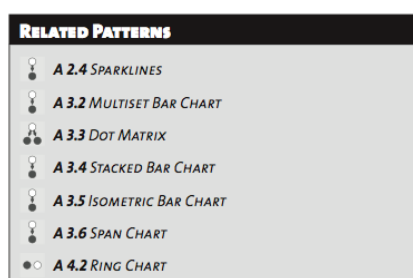 RELATED PATTERNS
A 2.4 SPARKLINES
A 3.2 MULTISET BAR CHART
A 3.3 DOT MATRIX
A 3.4 STACKED BAR CHART
A 3.5 ISOMETRIC BAR CHART
A 3.6 SPAN CHART
A 4.2 RING CHART